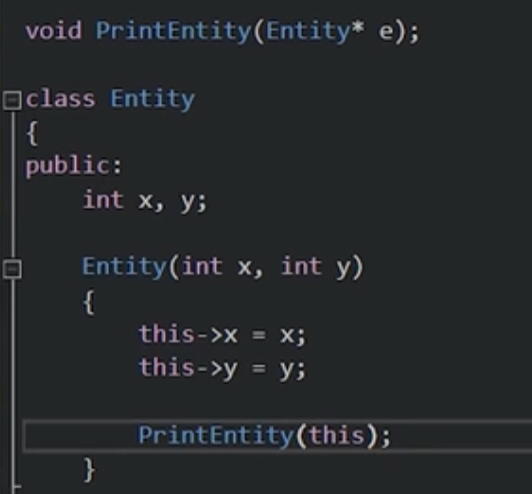 void PrintEntity(Entity* e);
class Entity
{
public:
    int x, y;
    Entity(int x, int y)
    {
        this->x = x;
        this->y = y;
        PrintEntity(this);
    }